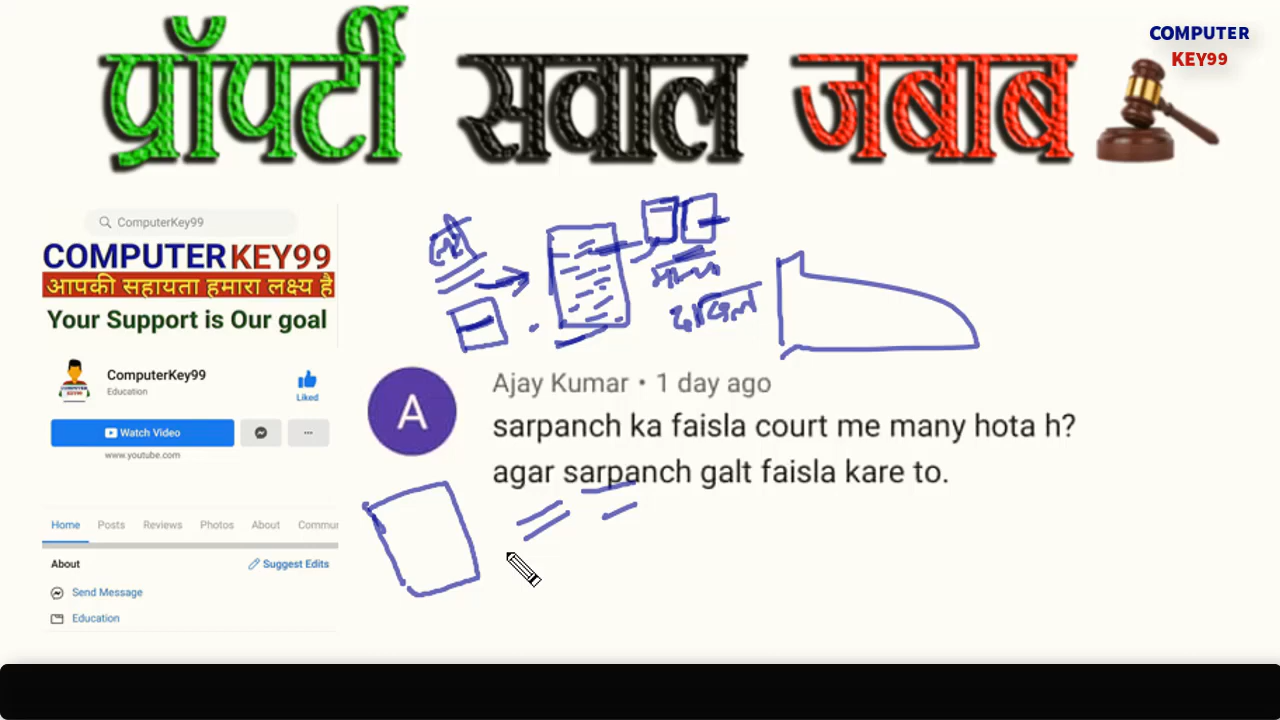 प्रॉपर्टी सवाल जबाब
COMPUTER
KEY99
ComputerKey99
COMPUTER KEY99
आपकी सहायता हमारा लक्ष्य है
Your Support is Our goal
ComputerKey99
Education
Liked
Watch Video
www.youtube.com
Home Posts Reviews Photos About Commu
About
Suggest Edits
Send Message
Education
A
Ajay Kumar • 1 day ago
sarpanch ka faisla court me many hota h?
agar sarpanch galt faisla kare to.